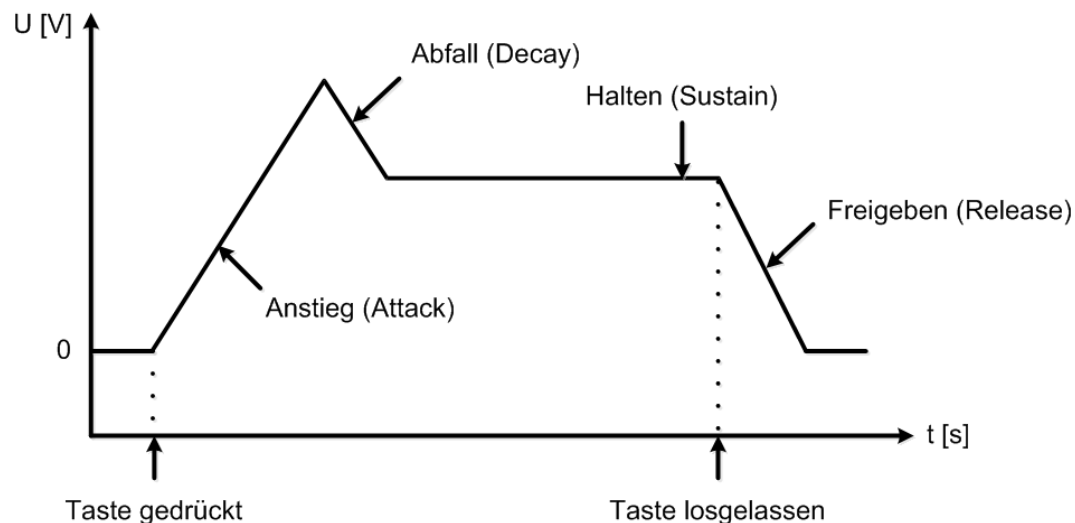 U [V]
Abfall (Decay)
Halten (Sustain)
Freigeben (Release)
Anstieg (Attack)
0
t [s]
Taste gedrückt
Taste losgelassen